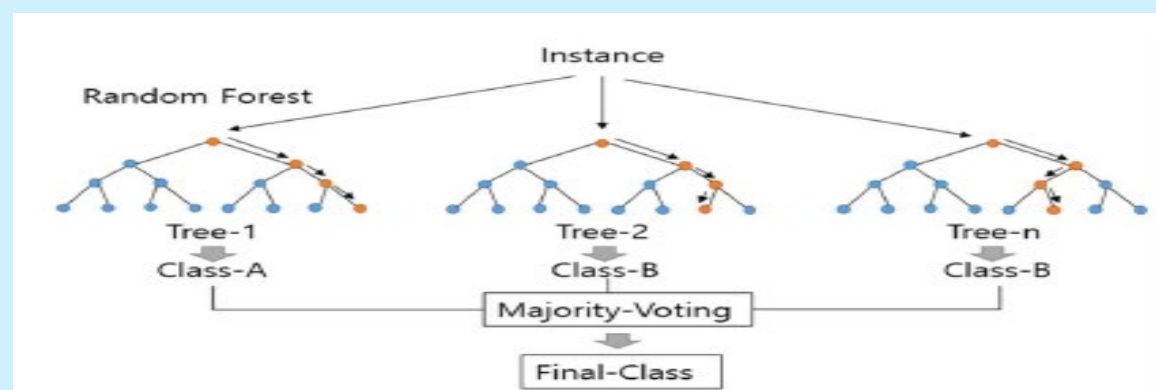 Instance
Random Forest
Tree-1 Tree-2 Tree-n
Class-A Class-B Class-B
Majority-Voting
Final-Class